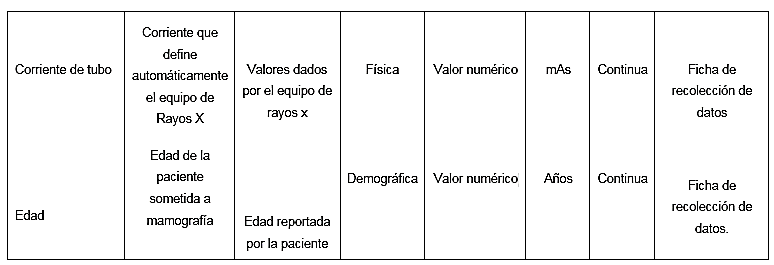 Corriente de tubo
Corriente que
define
automáticamente
el equipo de
Rayos X
Valores dados
por el equipo de
rayos x
Física
Valor numérico
mAs
Continua
Ficha de
recolección de
datos
Edad
Edad de la
paciente
sometida a
mamografía
Edad reportada
por la paciente
Demográfica
Valor numérico
Años
Continua
Ficha de
recolección de
datos.